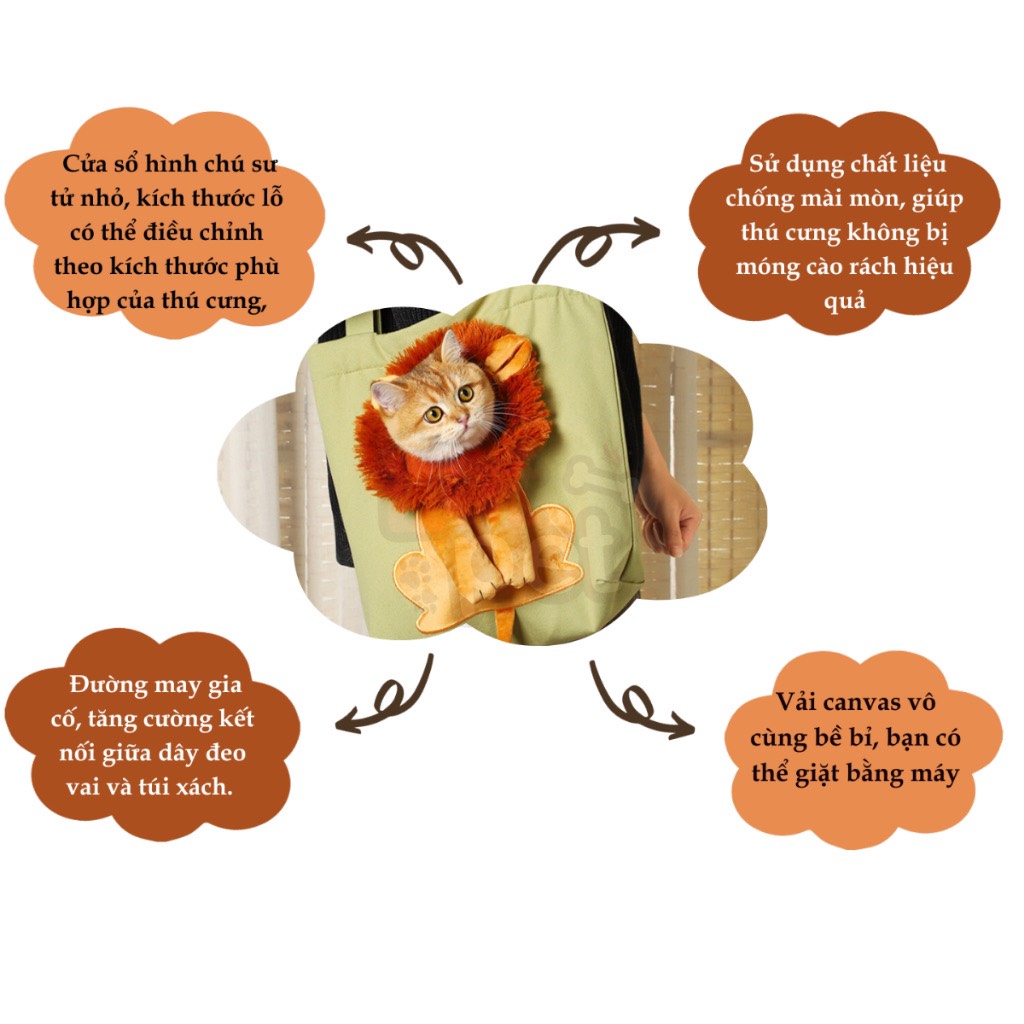 Cửa sổ hình chú sư
tử nhỏ, kích thước lỗ
có thể điều chỉnh
theo kích thước phù
hợp của thú cưng,
Sử dụng chất liệu
chống mài mòn, giúp
thú cưng không bị
móng cào rách hiệu
quả
Đường may gia
cố, tăng cường kết
nối giữa dây đeo
vai và túi xách.
Vải canvas vô
cùng bề bỉ, bạn có
thể giặt bằng máy